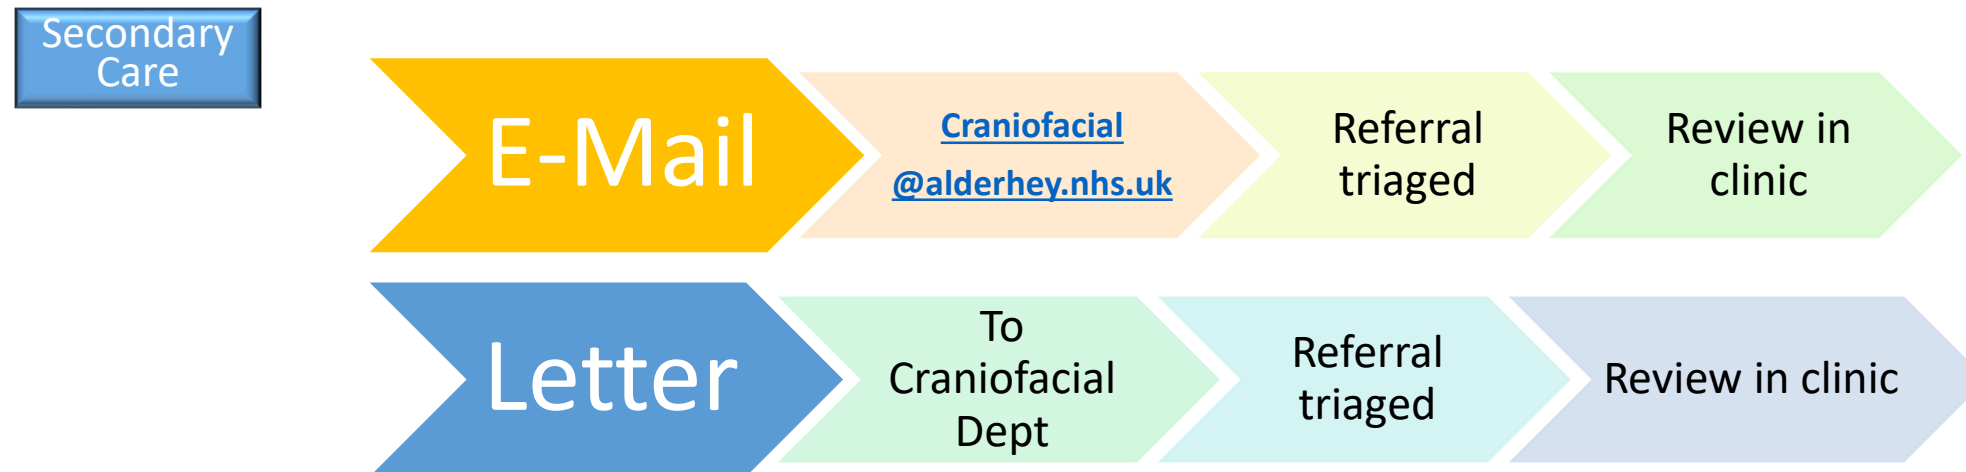 Secondary
Care
E-Mail
Craniofacial
@alderhey.nhs.uk
Referral
triaged
Review in
clinic
Letter
To
Craniofacial
Dept
Referral
triaged
Review in clinic